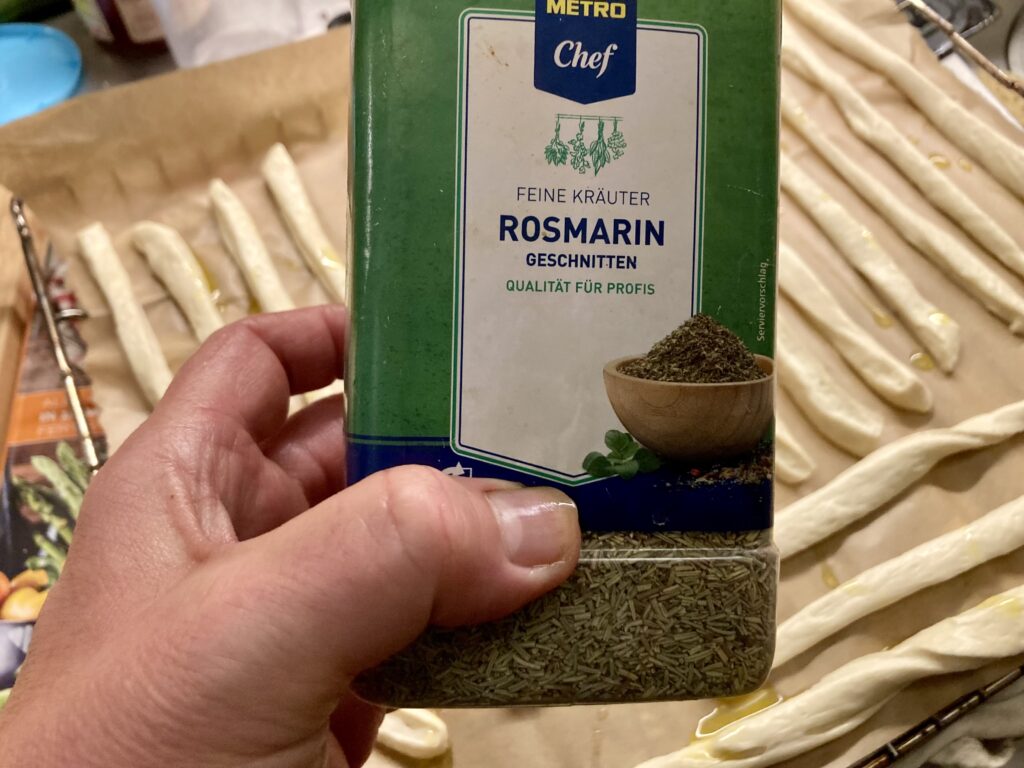 METRO
Chef
FEINE KRÄUTER
ROSMARIN
GESCHNITTEN
QUALITÄT FÜR PROFIS
Serviervorschlag.